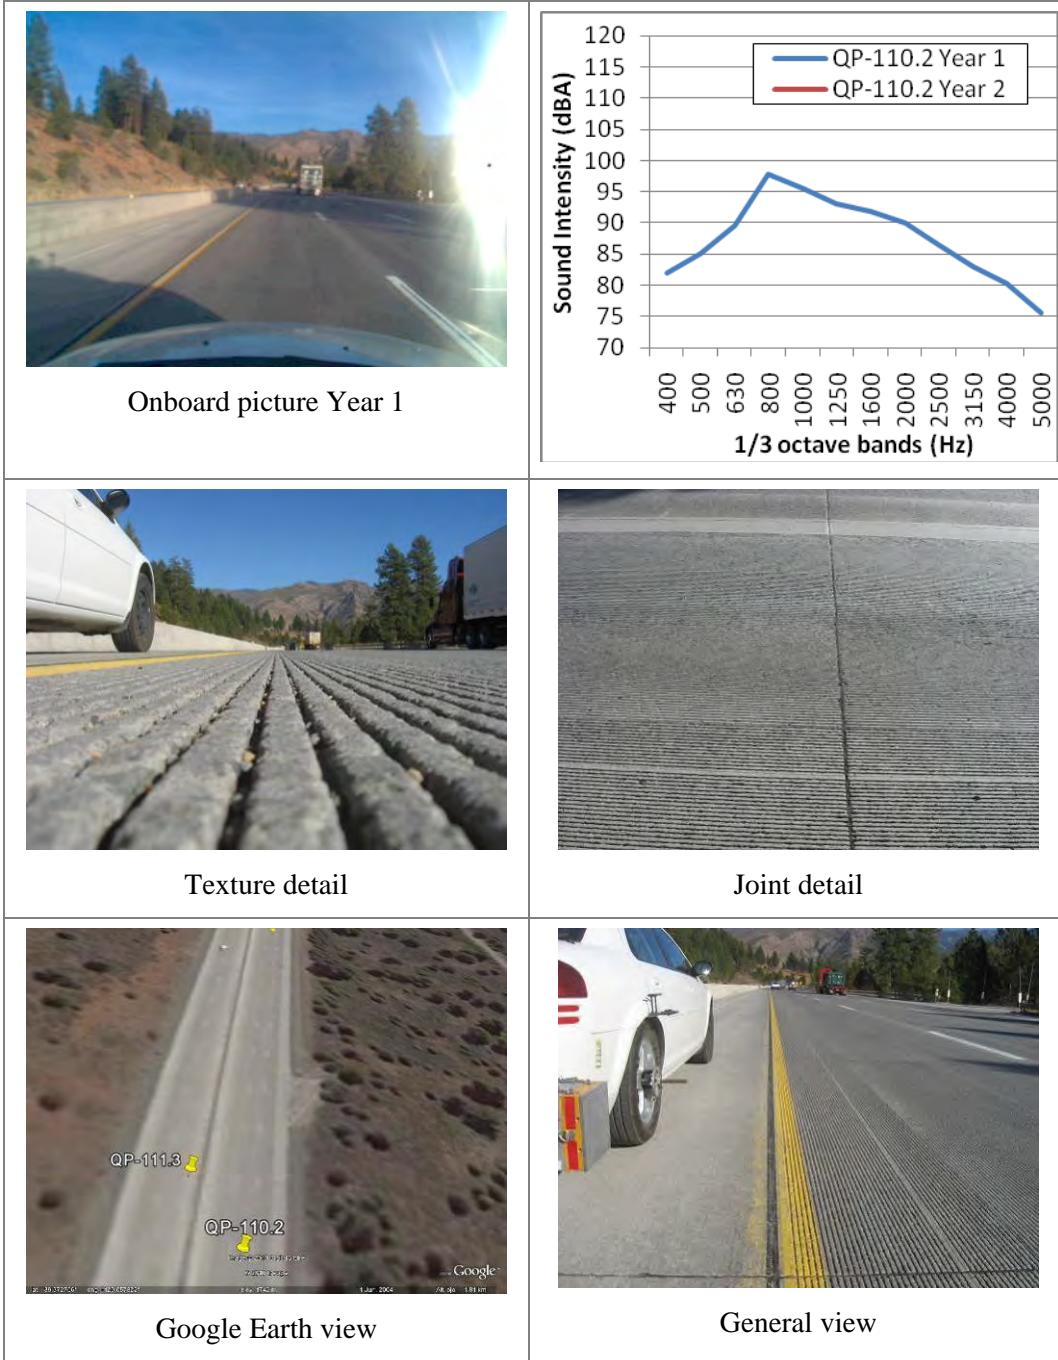 120
115
110
105
100
95
90
85
80
75
70
Sound Intensity (dBA)
QP-110.2 Year 1
QP-110.2 Year 2
400
500
630
800
1000
1250
1600
2000
2500
3150
4000
5000
1/3 octave bands (Hz)
Onboard picture Year 1
Texture detail
Joint detail
QP-111.3
QP-110.2
Google
1 Jun. 2004
Google Earth view
General view